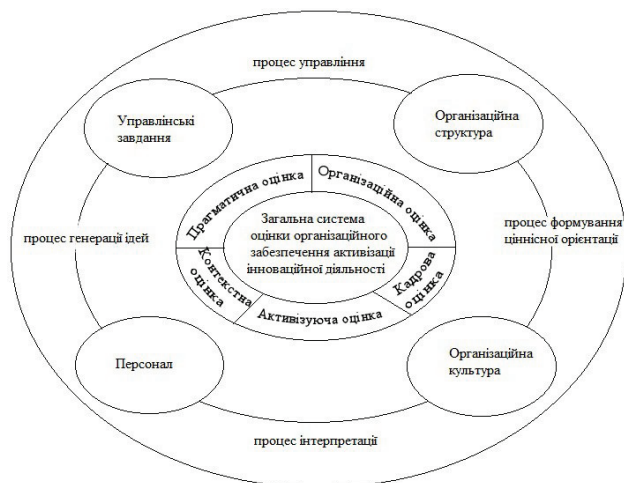 процес управління
Управлінські
завдання
Організаційна
структура
Прагматична оцінка
Організаційна оцінка
Загальна система
оцінки організаційного
забезпечення активізації
інноваційної діяльності
процес генерації ідей
процес формування
ціннісної орієнтації
Контекстна
оцінка
Кадрова
оцінка
Активізуюча оцінка
Персонал
Організаційна
культура
процес інтерпретації